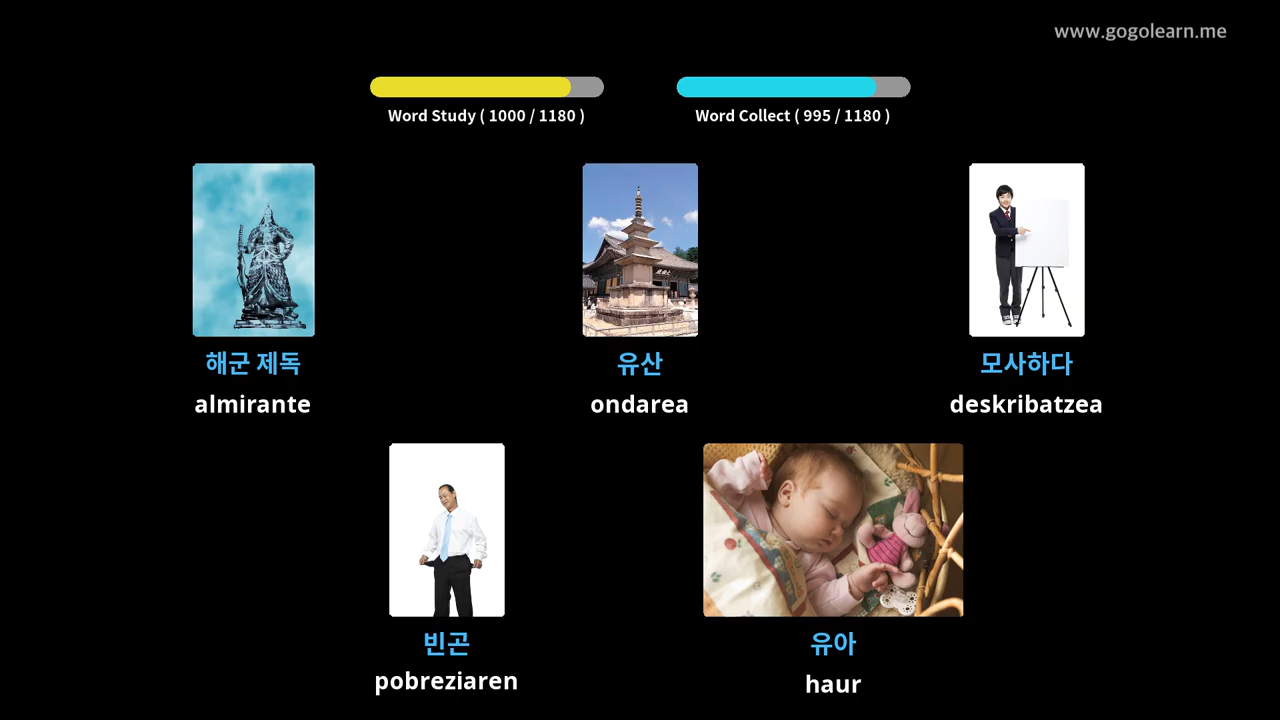 www.gogolearn.me
Word Study ( 1000 / 1180 )
Word Collect ( 995 / 1180 )
해군 제독
유산
모사하다
almirante
ondarea
deskribatzea
빈곤
유아
pobreziaren
haur